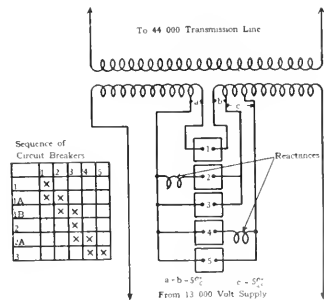 To 44 000 Transmission Line
a
b
c
1
Sequence of
Circuit Breakers
Reactances
2
1 2 3 4 5
1 ×
1A × ×
1B × ×
2 ×
2A × ×
3 × ×
3
4
5
a - b - 5%
c - 5%
From 13 000 Volt Supply